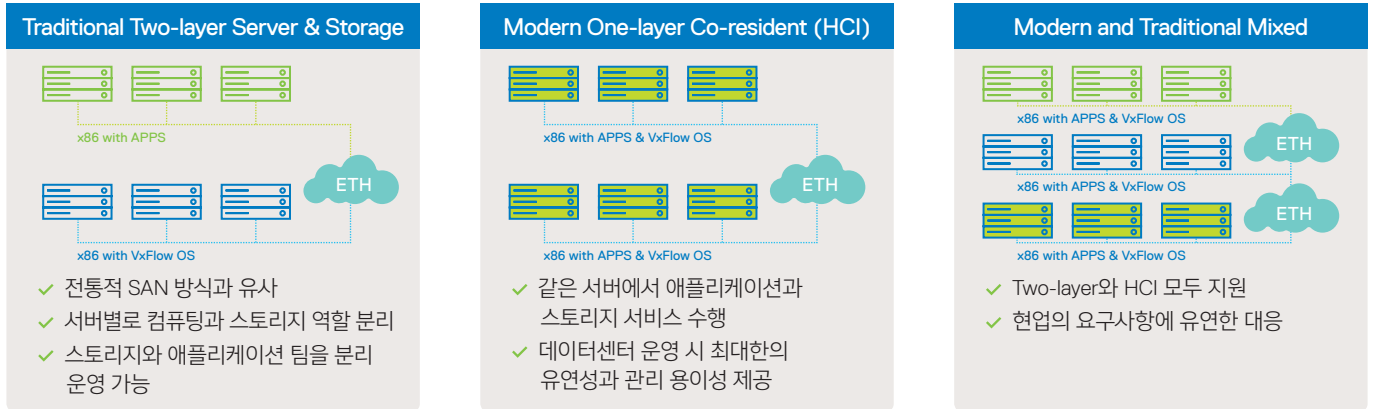 Traditional Two-layer Server & Storage
x86 with APPS
ETH
x86 with VxFlow OS
전통적 SAN 방식과 유사
서버별로 컴퓨팅과 스토리지 역할 분리
스토리지와 애플리케이션 팀을 분리
운영 가능
Modern One-layer Co-resident (HCI)
x86 with APPS & VxFlow OS
ETH
x86 with APPS & VxFlow OS
같은 서버에서 애플리케이션과
스토리지 서비스 수행
데이터센터 운영 시 최대한의
유연성과 관리 용이성 제공
Modern and Traditional Mixed
x86 with APPS & VxFlow OS
ETH
x86 with APPS & VxFlow OS
ETH
x86 with APPS & VxFlow OS
Two-layer와 HCI 모두 지원
현업의 요구사항에 유연한 대응